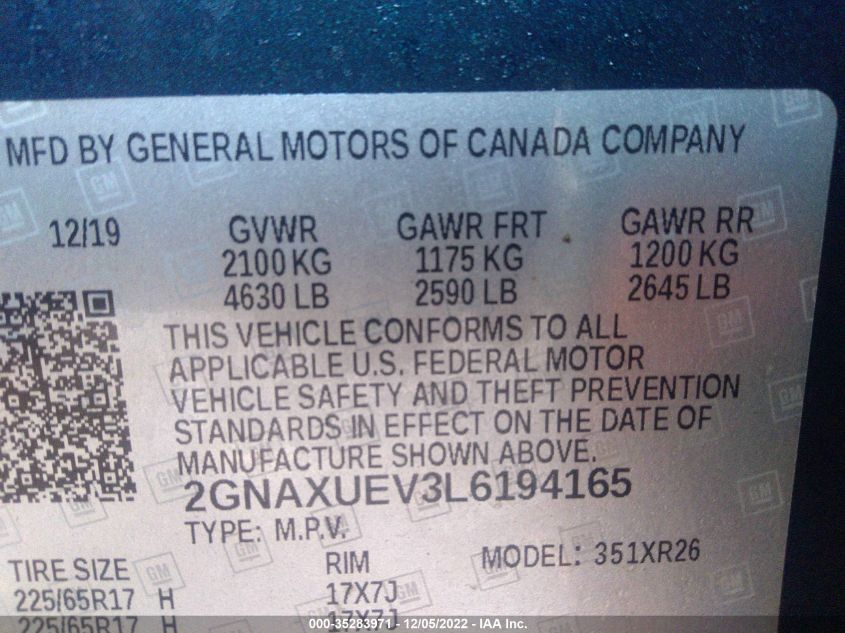 MFD BY GENERAL MOTORS OF CANADA COMPANY
12/19 GVWR GAWR FRT GAWR RR
2100 KG 1175 KG 1200 KG
4630 LB 2590 LB 2645 LB
THIS VEHICLE CONFORMS TO ALL
APPLICABLE U.S. FEDERAL MOTOR
VEHICLE SAFETY AND THEFT PREVENTION
STANDARDS IN EFFECT ON THE DATE OF
MANUFACTURE SHOWN ABOVE.
2GNAXUEV3L6194165
TYPE: M.P.V.
TIRE SIZE RIM MODEL: 351XR26
225/65R17 H 17X7J
225/65R17 H 17X7J
000-35283971 - 12/05/2022 - IAA Inc.